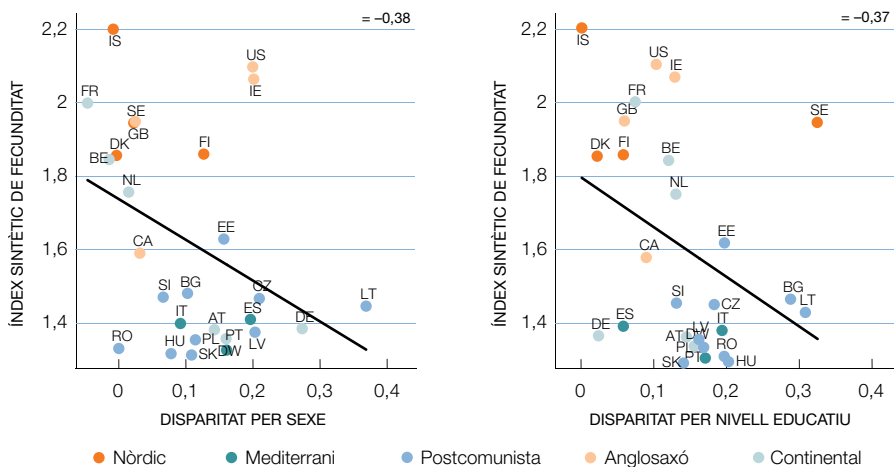 = –0,38
ÍNDEX SINTÈTIC DE FECUNDITAT
2,2
2
1,8
1,6
1,4
IS
US
IE
FR
SE
GB
DK
FI
BE
NL
EE
CA
SI
BG
CZ
LT
IT
AT
ES
DE
RO
HU
PL
PT
LV
SK
DW
0
0,1
0,2
0,3
0,4
DISPARITAT PER SEXE
= –0,37
ÍNDEX SINTÈTIC DE FECUNDITAT
2,2
2
1,8
1,6
1,4
IS
US
IE
FR
GB
SE
DK
FI
BE
NL
EE
CA
SI
CZ
BG
LT
ES
DE
AT
LV
DW
IT
PL
PT
RO
SK
HU
0
0,1
0,2
0,3
0,4
DISPARITAT PER NIVELL EDUCATIU
Nòrdic
Mediterrani
Postcomunista
Anglosaxó
Continental